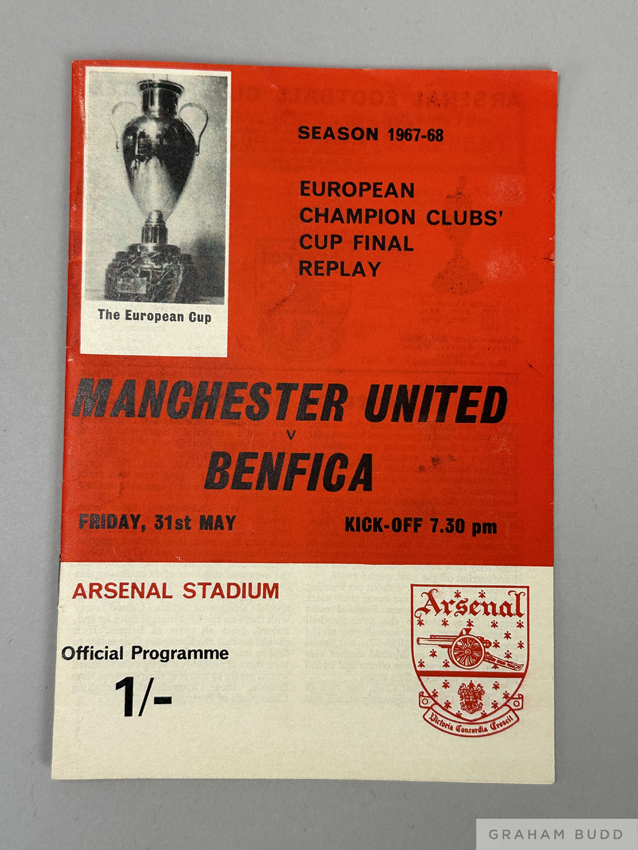 SEASON 1967-68
EUROPEAN
CHAMPION CLUBS'
CUP FINAL
REPLAY
The European Cup
MANCHESTER UNITED
v
BENFICA
FRIDAY, 31st MAY
KICK-OFF 7.30 pm
ARSENAL STADIUM
Official Programme
1/-
Arsenal
Victoria Concordia Crescit
GRAHAM BUDD